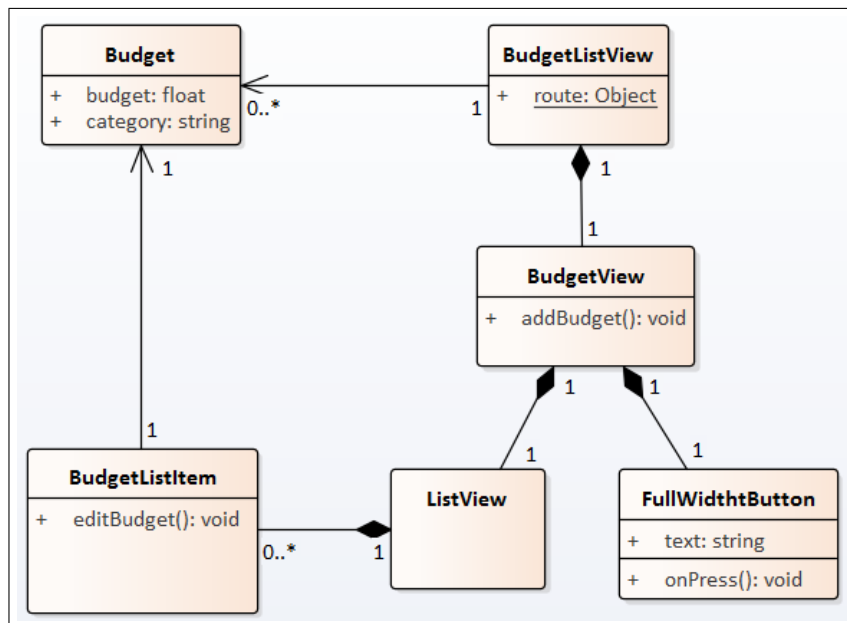 Budget
+ budget: float
+ category: string
BudgetListView
+ route: Object
0..*
1
1
1
1
BudgetView
+ addBudget(): void
1
1
1
1
1
BudgetListItem
+ editBudget(): void
0..*
1
ListView
FullWidthtButton
+ text: string
+ onPress(): void